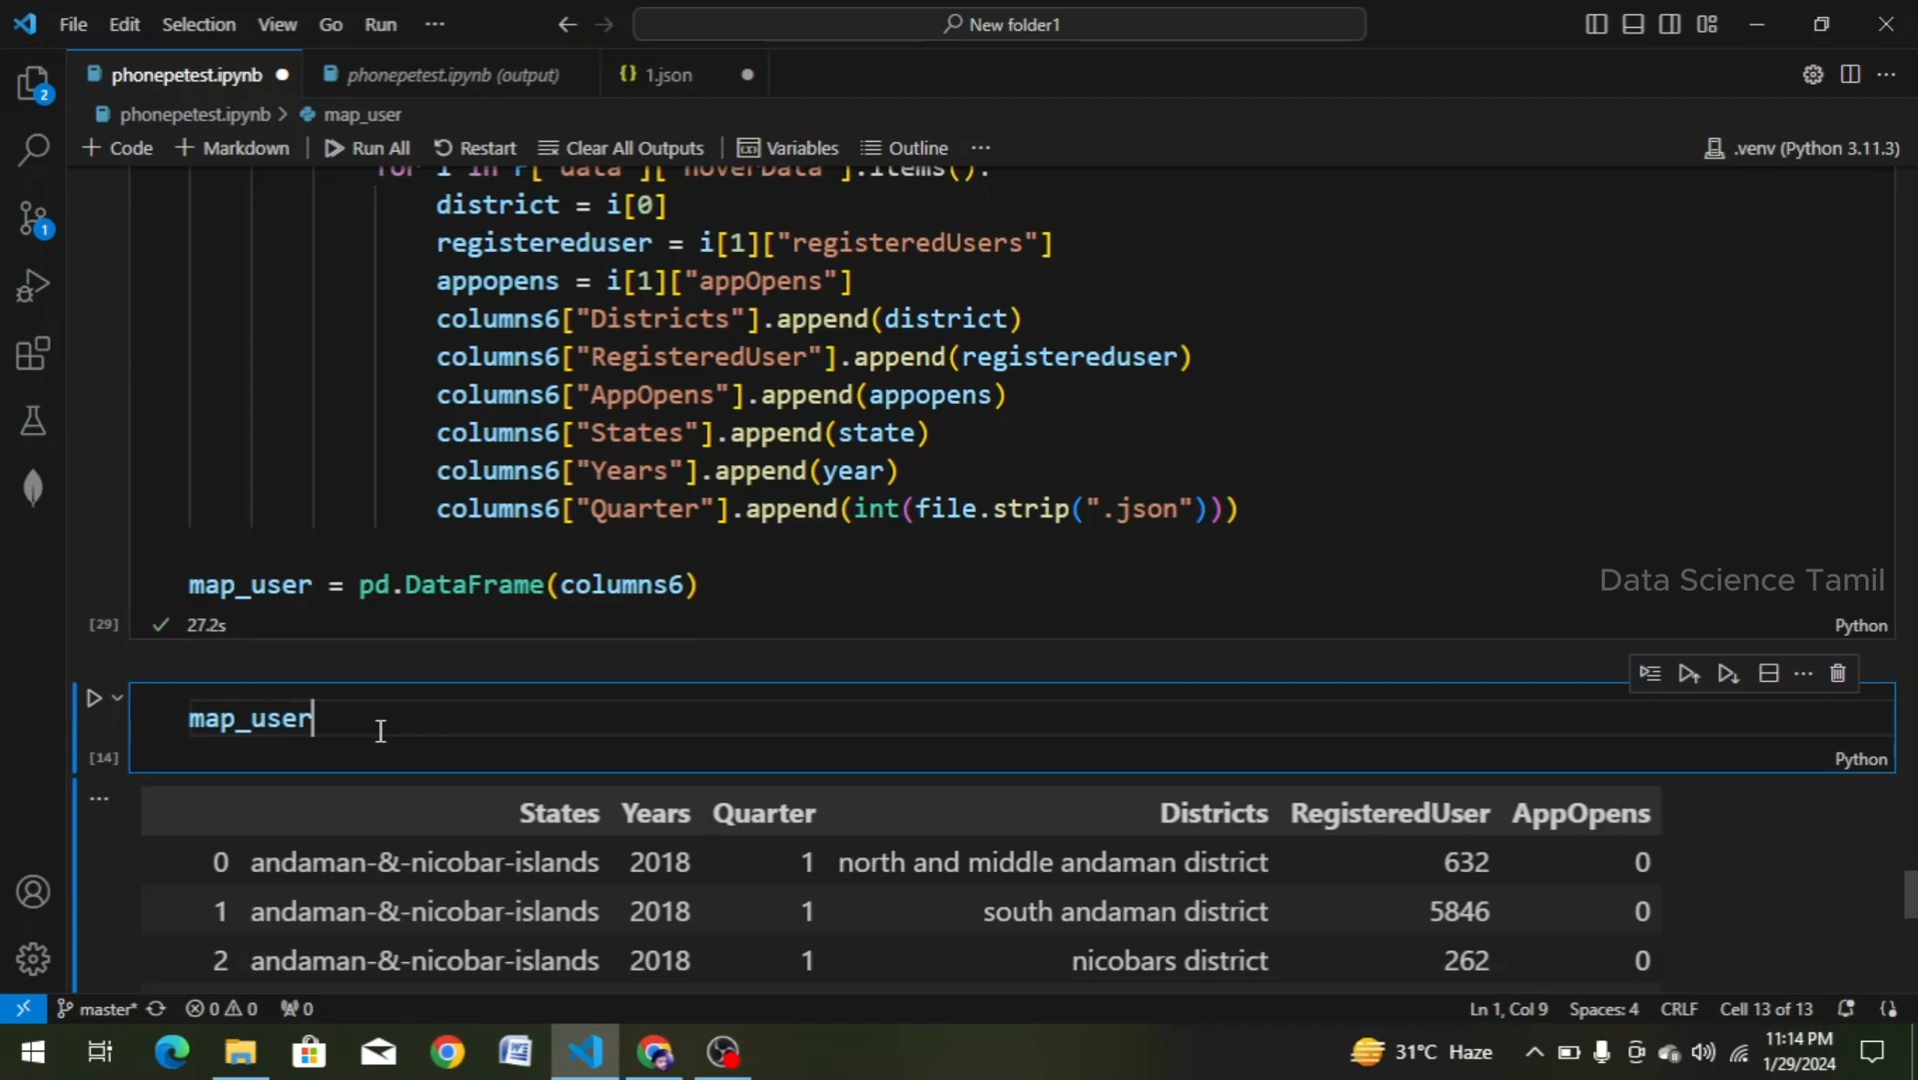 File Edit Selection View Go Run ··· New folder1
phonepetest.ipynb phonepetest.ipynb (output) {} 1.json
2
phonepetest.ipynb > map_user
+ Code + Markdown Run All Restart Clear All Outputs Variables Outline ··· .venv (Python 3.11.3)
for i in F["data"]["hoverData"].items():
district = i[0]
1
registereduser = i[1]["registeredUsers"]
appopens = i[1]["appOpens"]
columns6["Districts"].append(district)
columns6["RegisteredUser"].append(registereduser)
columns6["AppOpens"].append(appopens)
columns6["States"].append(state)
columns6["Years"].append(year)
columns6["Quarter"].append(int(file.strip(".json")))
map_user = pd.DataFrame(columns6)
Data Science Tamil
[29] ✓ 27.2s Python
map_user
[14] Python
States Years Quarter Districts RegisteredUser AppOpens
0 andaman-&-nicobar-islands 2018 1 north and middle andaman district 632 0
1 andaman-&-nicobar-islands 2018 1 south andaman district 5846 0
2 andaman-&-nicobar-islands 2018 1 nicobars district 262 0
master* 0 0 0 Ln 1, Col 9 Spaces: 4 CRLF Cell 13 of 13 {}
31°C Haze 11:14 PM
1/29/2024